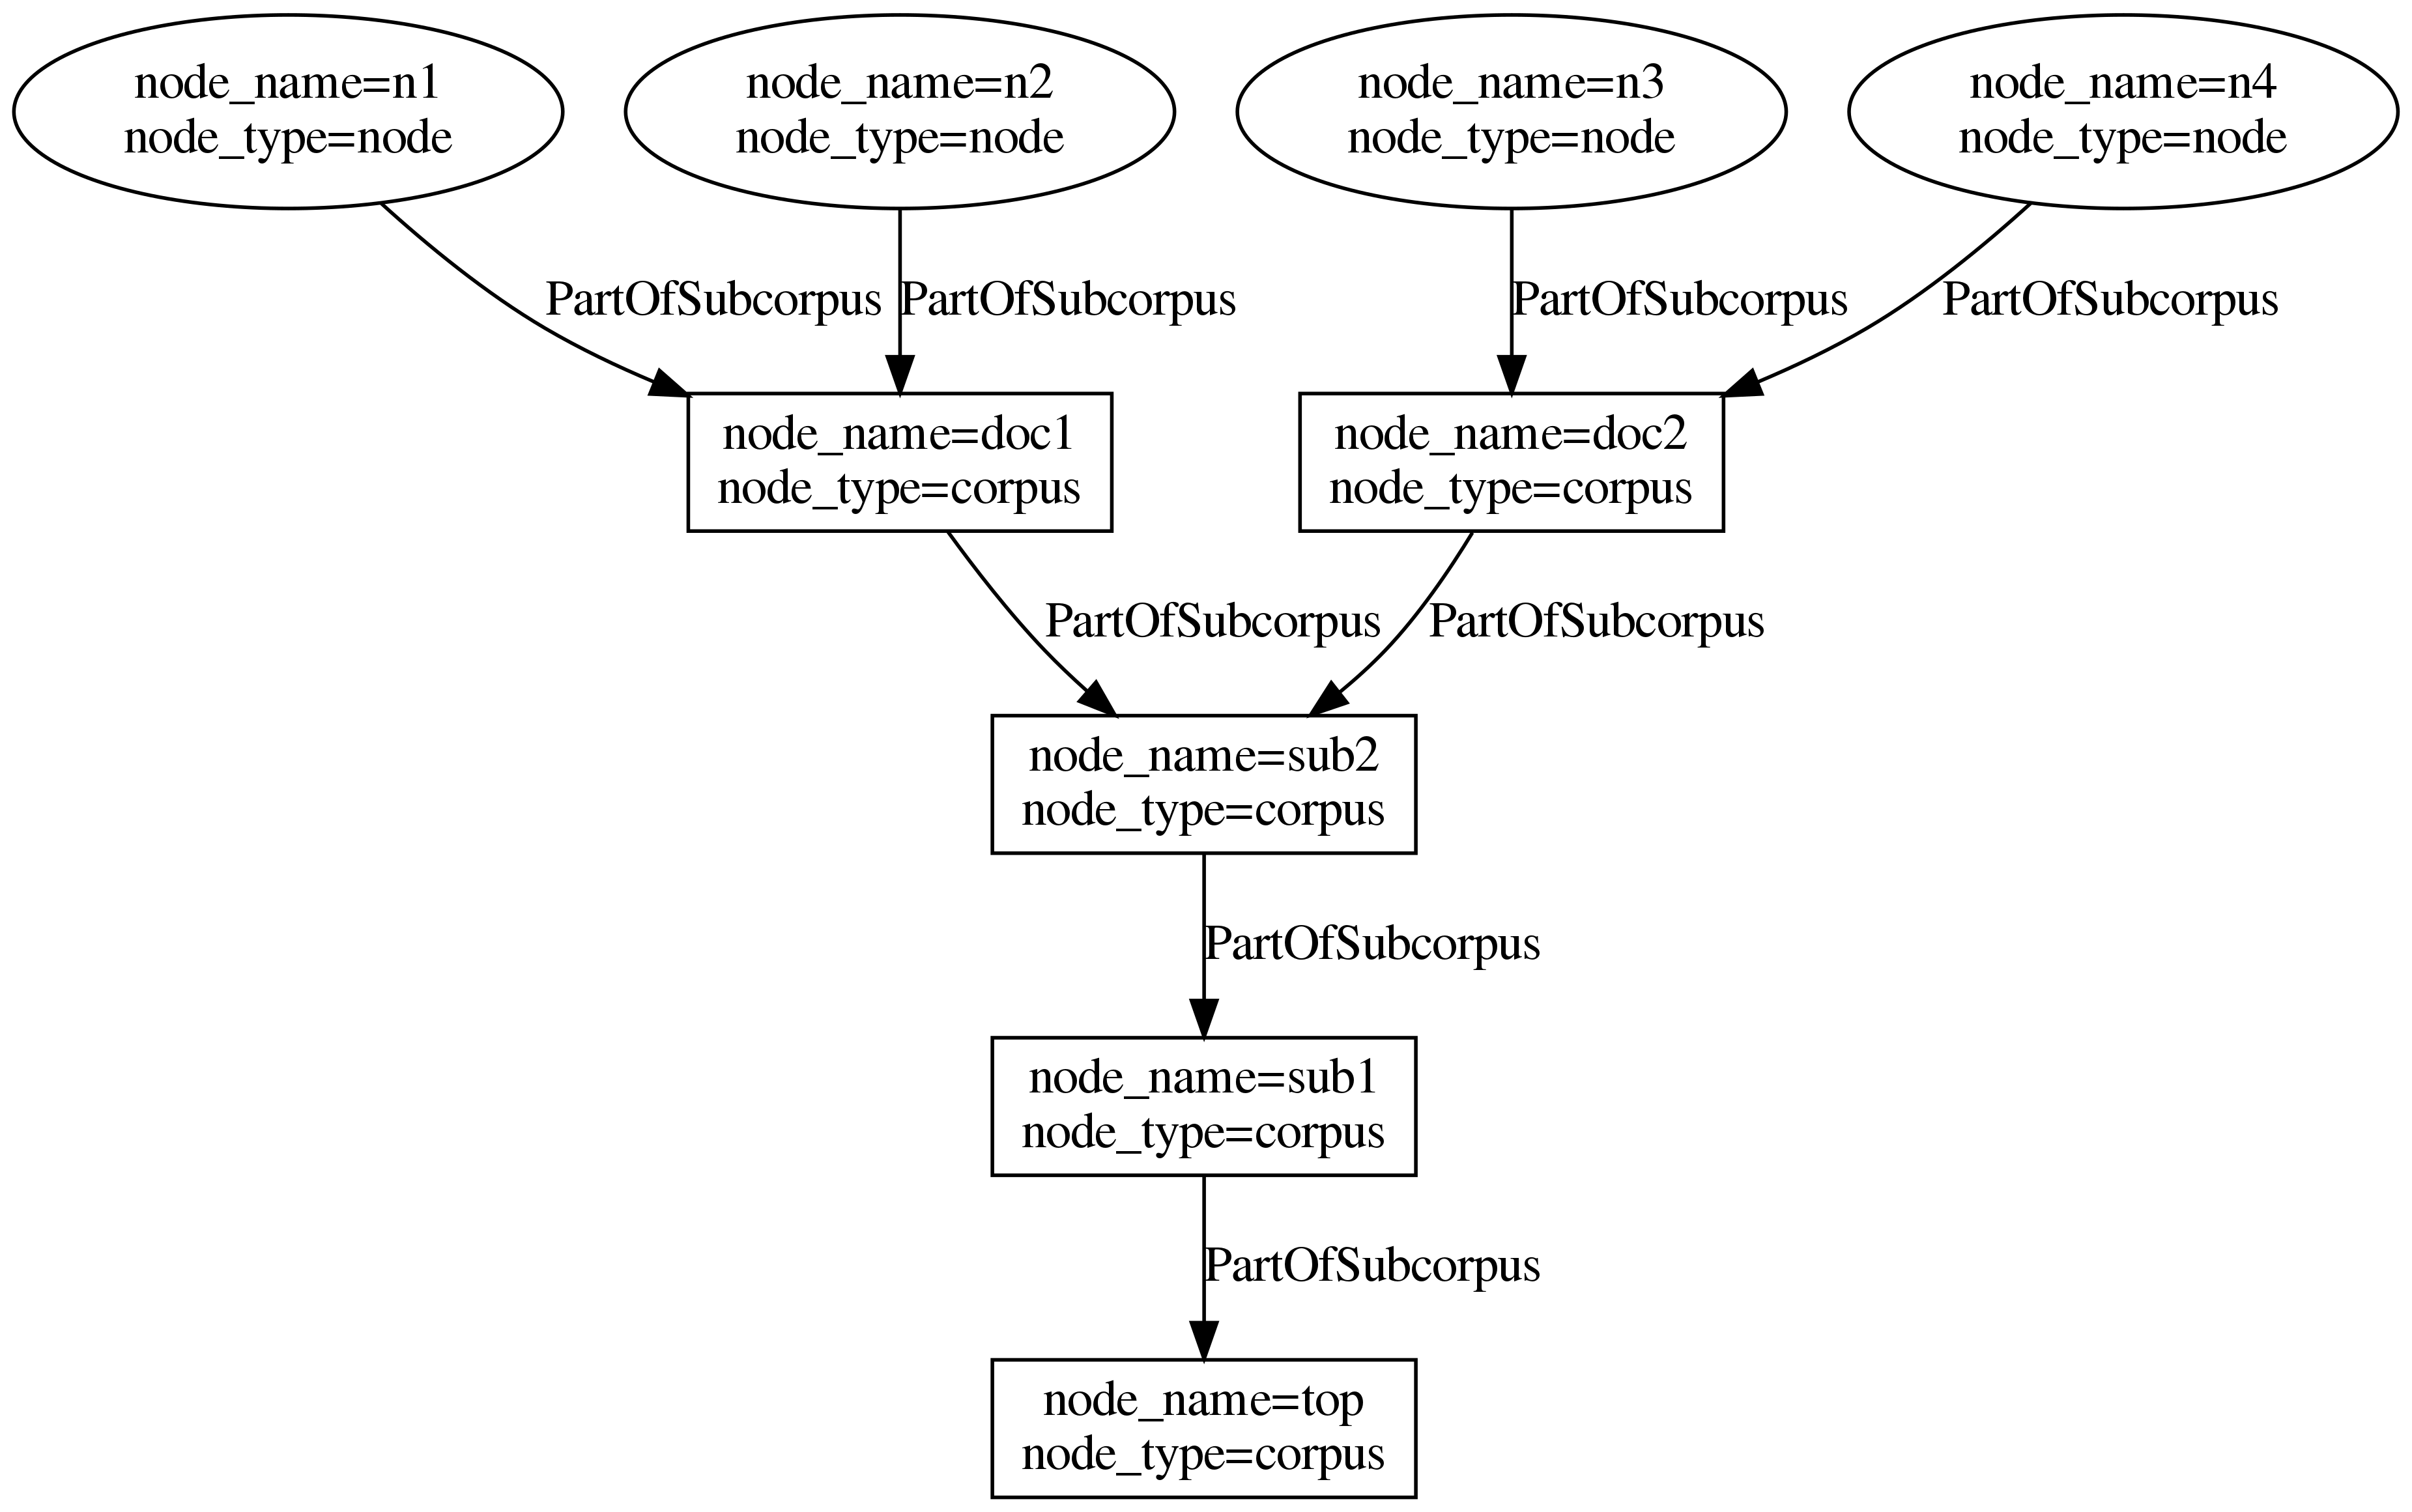 node_name=n1
node_type=node
node_name=n2
node_type=node
node_name=n3
node_type=node
node_name=n4
node_type=node
PartOfSubcorpus
PartOfSubcorpus
PartOfSubcorpus
PartOfSubcorpus
node_name=doc1
node_type=corpus
node_name=doc2
node_type=corpus
PartOfSubcorpus
PartOfSubcorpus
node_name=sub2
node_type=corpus
PartOfSubcorpus
node_name=sub1
node_type=corpus
PartOfSubcorpus
node_name=top
node_type=corpus